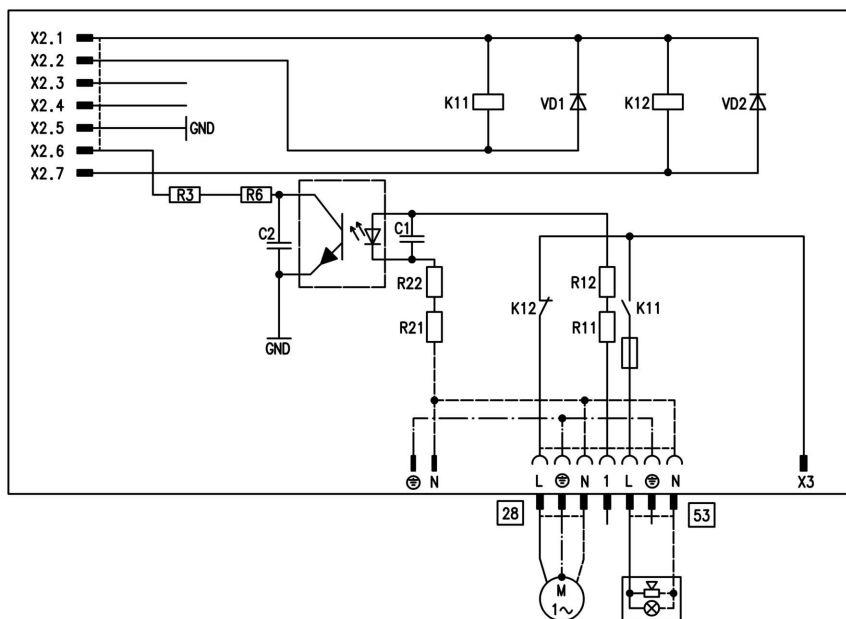 X2.1
X2.2
X2.3
X2.4
X2.5 GND
X2.6
X2.7
K11 VD1 K12 VD2
R3 R6
C2 C1
R22 R12
K12 K11
R21 R11
GND
N L N 1 L N X3
28 53
M
1~